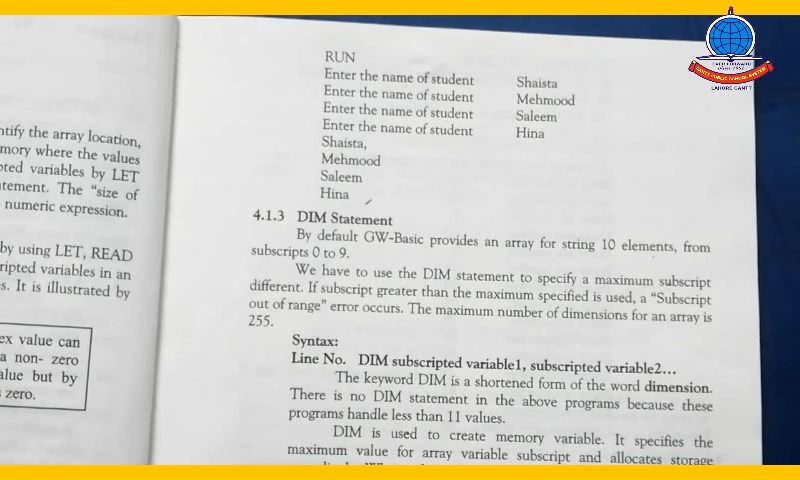 ntify the array location,
mory where the values
pted variables by LET
tement. The "size of
numeric expression.
by using LET, READ
ripted variables in an
s. It is illustrated by
ex value can
a non- zero
alue but by
zero.
RUN
Enter the name of student Shaista
Enter the name of student Mehmood
Enter the name of student Saleem
Enter the name of student Hina
Shaista,
Mehmood
Saleem
Hina
4.1.3 DIM Statement
By default GW-Basic provides an array for string 10 elements, from
subscripts 0 to 9.
We have to use the DIM statement to specify a maximum subscript
different. If subscript greater than the maximum specified is used, a "Subscript
out of range" error occurs. The maximum number of dimensions for an array is
255.
Syntax:
Line No. DIM subscripted variable1, subscripted variable2...
The keyword DIM is a shortened form of the word dimension.
There is no DIM statement in the above programs because these
programs handle less than 11 values.
DIM is used to create memory variable. It specifies the
maximum value for array variable subscript and allocates storage
LAHORE CANTT